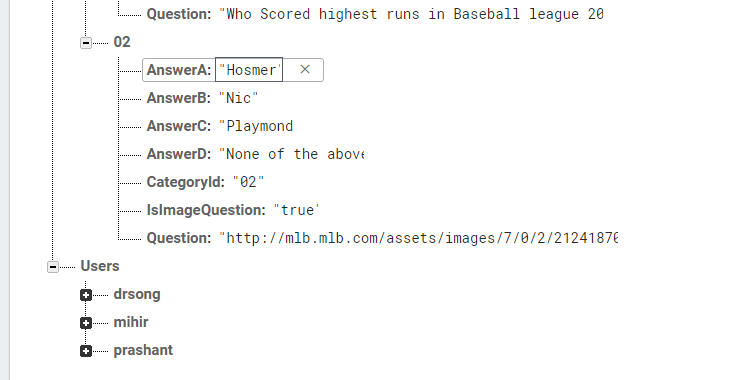 Question: "Who Scored highest runs in Baseball league 20
02
AnswerA: "Hosmer"
AnswerB: "Nic"
AnswerC: "Playmond
AnswerD: "None of the above
CategoryId: "02"
IsImageQuestion: "true"
Question: "http://mlb.mlb.com/assets/images/7/0/2/21241870
Users
drsong
mihir
prashant